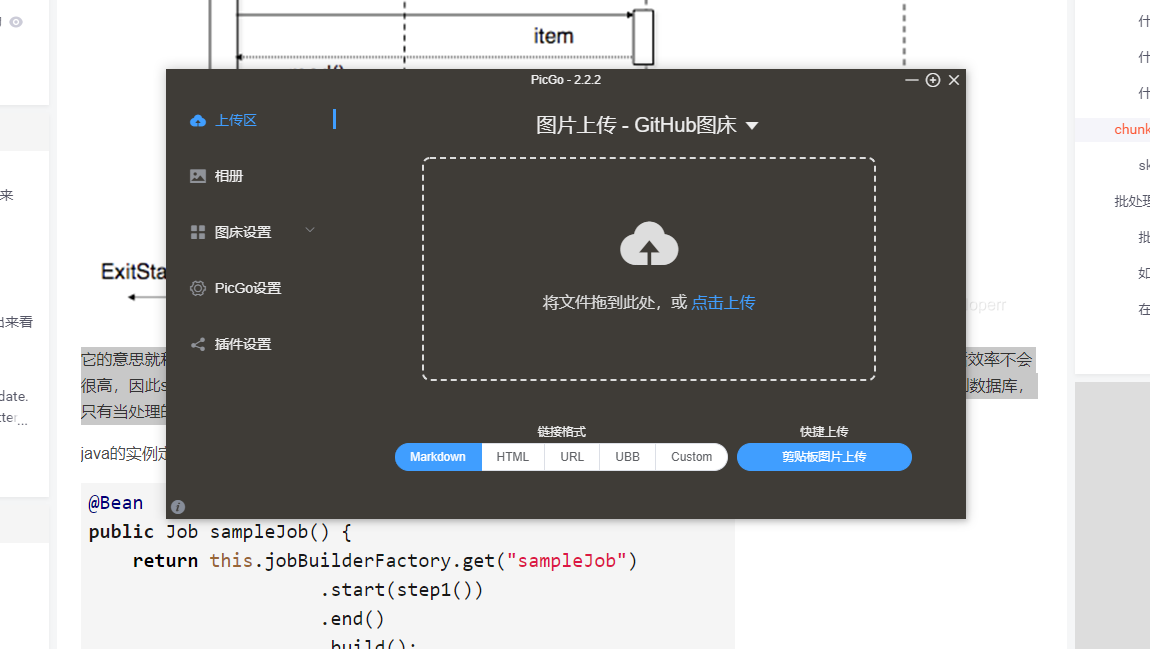 item
PicGo - 2.2.2
上传区
图片上传 - GitHub图床
相册
图床设置
PicGo设置
插件设置
将文件拖到此处，或 点击上传
链接格式
快捷上传
Markdown
HTML
URL
UBB
Custom
剪贴板图片上传
来
出来看
date.
ExitSta
operr
它的意思就
效率不会
很高，因此s
到数据库，
只有当处理的
java的实例定
@Bean
public Job sampleJob() {
return this.jobBuilderFactory.get("sampleJob")
.start(step1())
.end()
.build();
什
什
什
chunk
sk
批处理
批
如
在